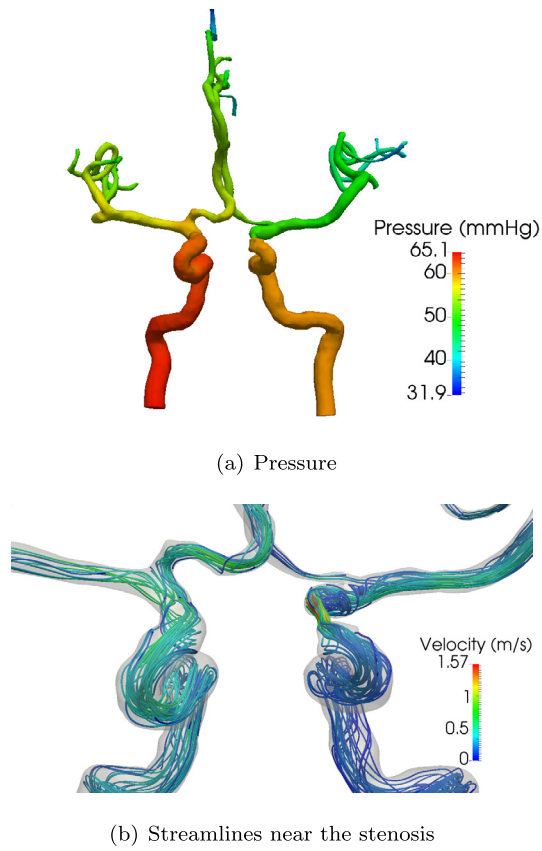 Pressure (mmHg)
65.1
60
50
40
31.9
(a) Pressure
Velocity (m/s)
1.57
1
0.5
0
(b) Streamlines near the stenosis